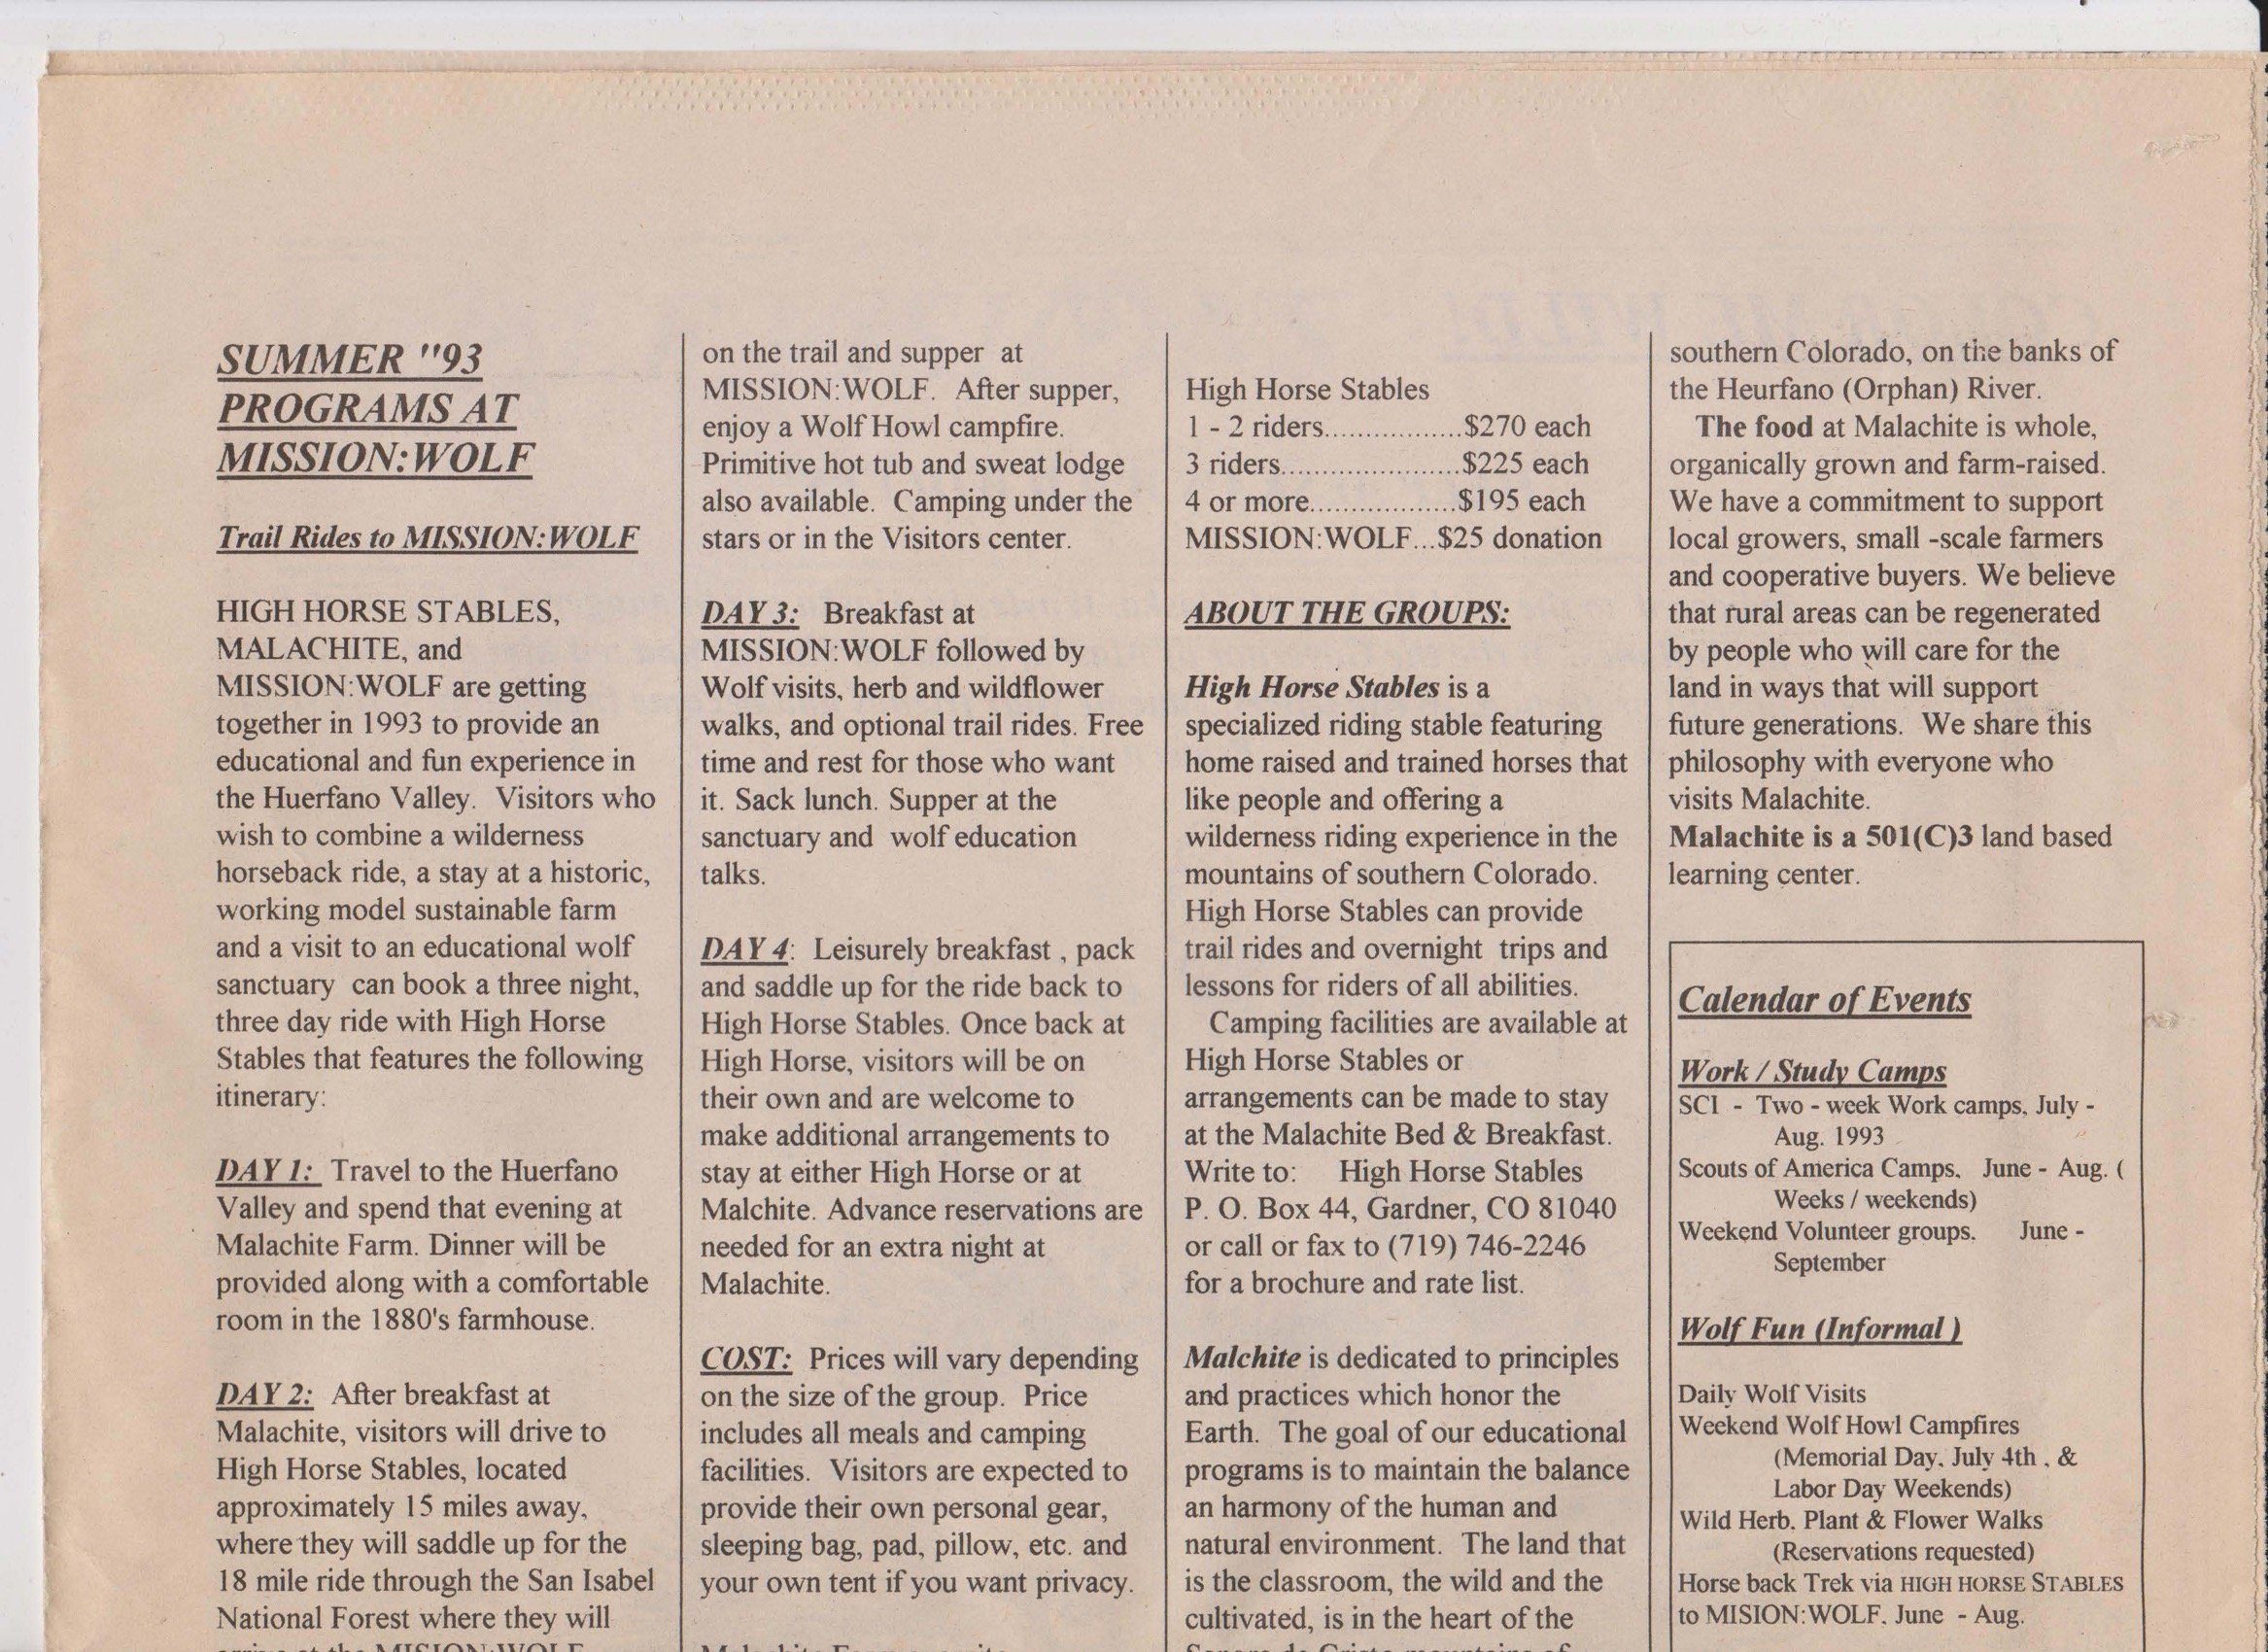 SUMMER "93
PROGRAMS AT
MISSION:WOLF
Trail Rides to MISSION:WOLF
HIGH HORSE STABLES,
MALACHITE, and
MISSION:WOLF are getting
together in 1993 to provide an
educational and fun experience in
the Huerfano Valley. Visitors who
wish to combine a wilderness
horseback ride, a stay at a historic,
working model sustainable farm
and a visit to an educational wolf
sanctuary can book a three night,
three day ride with High Horse
Stables that features the following
itinerary:
DAY 1: Travel to the Huerfano
Valley and spend that evening at
Malachite Farm. Dinner will be
provided along with a comfortable
room in the 1880's farmhouse.
DAY 2: After breakfast at
Malachite, visitors will drive to
High Horse Stables, located
approximately 15 miles away,
where they will saddle up for the
18 mile ride through the San Isabel
National Forest where they will
arrive at the MISION:WOLF
on the trail and supper at
MISSION:WOLF. After supper,
enjoy a Wolf Howl campfire.
Primitive hot tub and sweat lodge
also available. Camping under the
stars or in the Visitors center.
DAY 3: Breakfast at
MISSION:WOLF followed by
Wolf visits, herb and wildflower
walks, and optional trail rides. Free
time and rest for those who want
it. Sack lunch. Supper at the
sanctuary and wolf education
talks.
DAY 4: Leisurely breakfast , pack
and saddle up for the ride back to
High Horse Stables. Once back at
High Horse, visitors will be on
their own and are welcome to
make additional arrangements to
stay at either High Horse or at
Malchite. Advance reservations are
needed for an extra night at
Malachite.
COST: Prices will vary depending
on the size of the group. Price
includes all meals and camping
facilities. Visitors are expected to
provide their own personal gear,
sleeping bag, pad, pillow, etc. and
your own tent if you want privacy.
Malachite Farm
High Horse Stables
1 - 2 riders..................$270 each
3 riders.......................$225 each
4 or more...................$195 each
MISSION:WOLF...$25 donation
ABOUT THE GROUPS:
High Horse Stables is a
specialized riding stable featuring
home raised and trained horses that
like people and offering a
wilderness riding experience in the
mountains of southern Colorado.
High Horse Stables can provide
trail rides and overnight trips and
lessons for riders of all abilities.
Camping facilities are available at
High Horse Stables or
arrangements can be made to stay
at the Malachite Bed & Breakfast.
Write to: High Horse Stables
P. O. Box 44, Gardner, CO 81040
or call or fax to (719) 746-2246
for a brochure and rate list.
Malchite is dedicated to principles
and practices which honor the
Earth. The goal of our educational
programs is to maintain the balance
an harmony of the human and
natural environment. The land that
is the classroom, the wild and the
cultivated, is in the heart of the
de Cristo mountains of
southern Colorado, on the banks of
the Heurfano (Orphan) River.
The food at Malachite is whole,
organically grown and farm-raised.
We have a commitment to support
local growers, small -scale farmers
and cooperative buyers. We believe
that rural areas can be regenerated
by people who will care for the
land in ways that will support
future generations. We share this
philosophy with everyone who
visits Malachite.
Malachite is a 501(C)3 land based
learning center.
Calendar of Events
Work / Study Camps
SCI - Two - week Work camps, July -
Aug. 1993
Scouts of America Camps, June - Aug. (
Weeks / weekends)
Weekend Volunteer groups. June -
September
Wolf Fun (Informal )
Daily Wolf Visits
Weekend Wolf Howl Campfires
(Memorial Day, July 4th , &
Labor Day Weekends)
Wild Herb, Plant & Flower Walks
(Reservations requested)
Horse back Trek via HIGH HORSE STABLES
to MISION:WOLF, June - Aug.